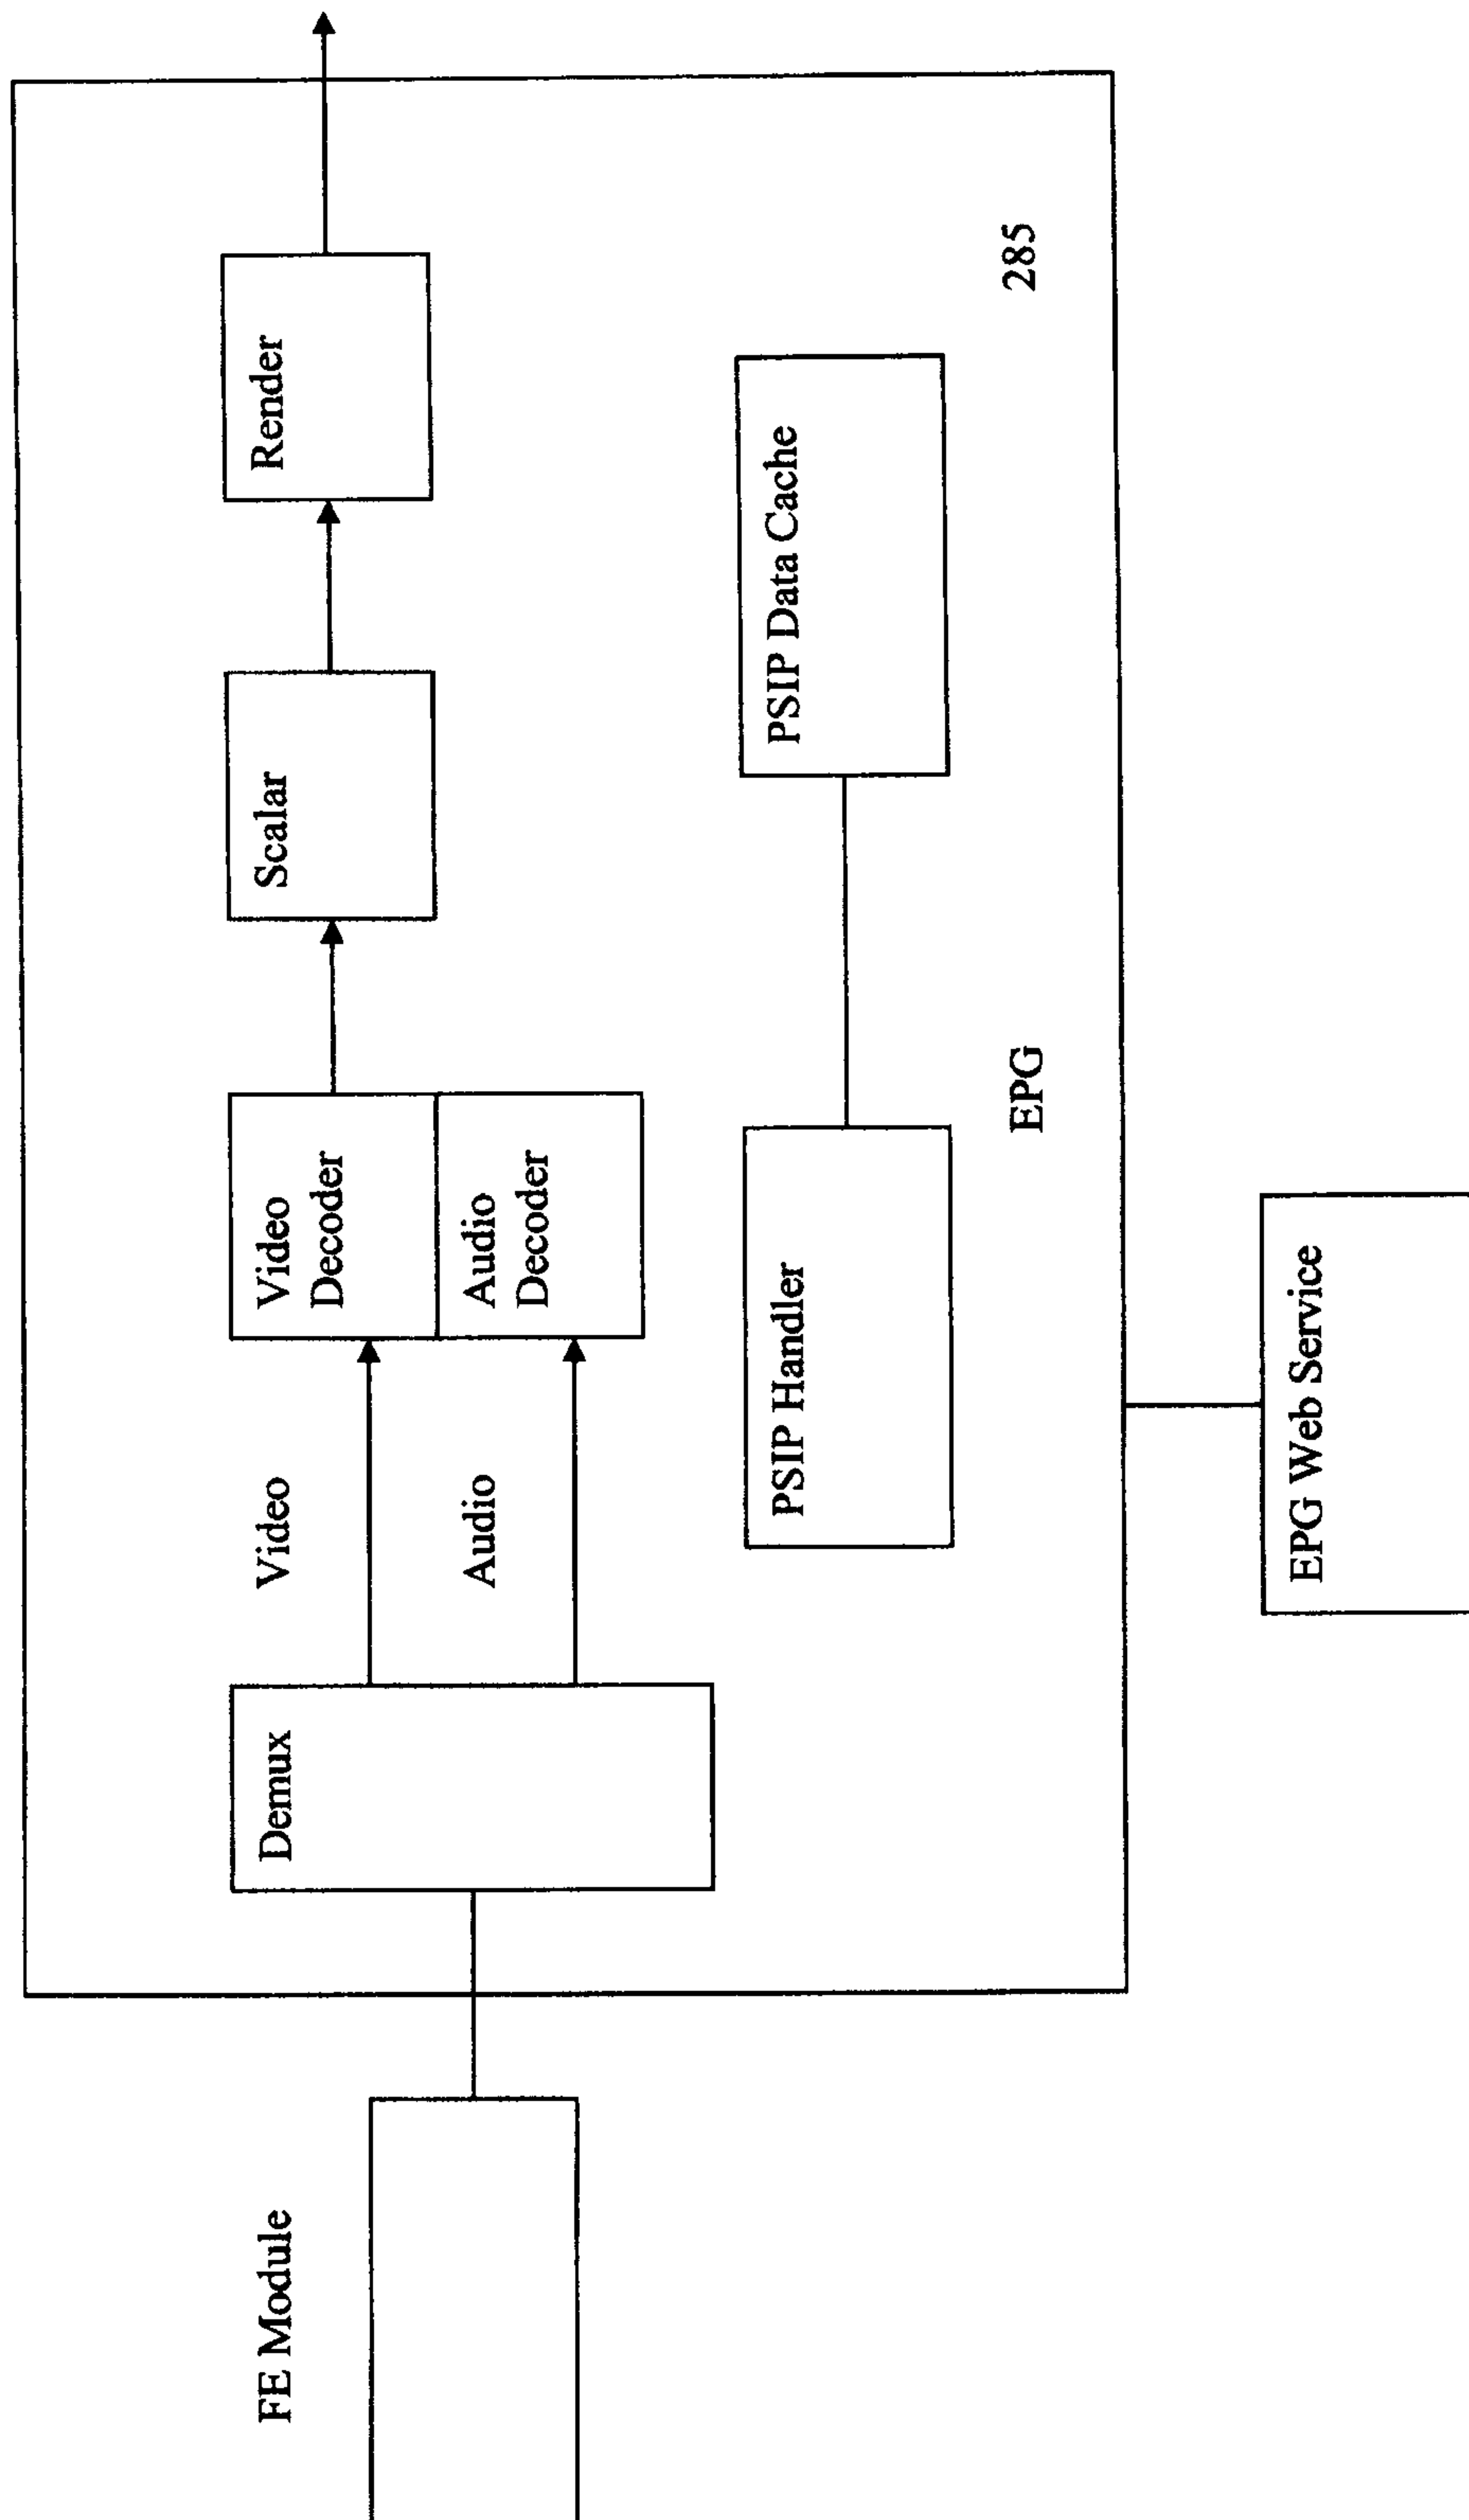 FE Module
Demux
Video
Audio
Video
Decoder
Audio
Decoder
Scalar
Render
PSIP Handler
PSIP Data Cache
EPG
285
EPG Web Service